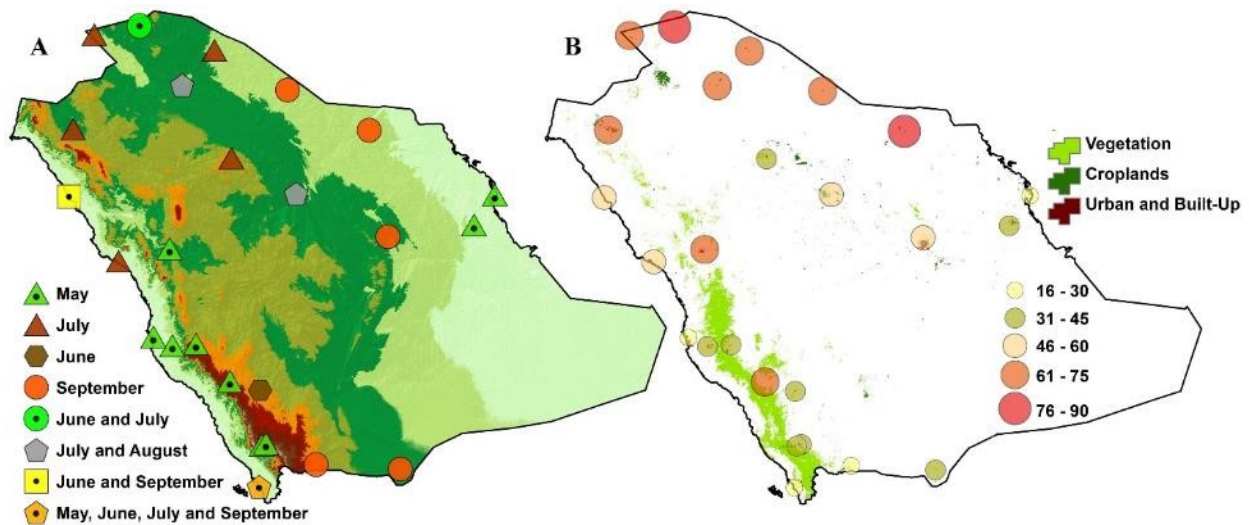 A
May
July
June
September
June and July
July and August
June and September
May, June, July and September
B
Vegetation
Croplands
Urban and Built-Up
16 - 30
31 - 45
46 - 60
61 - 75
76 - 90